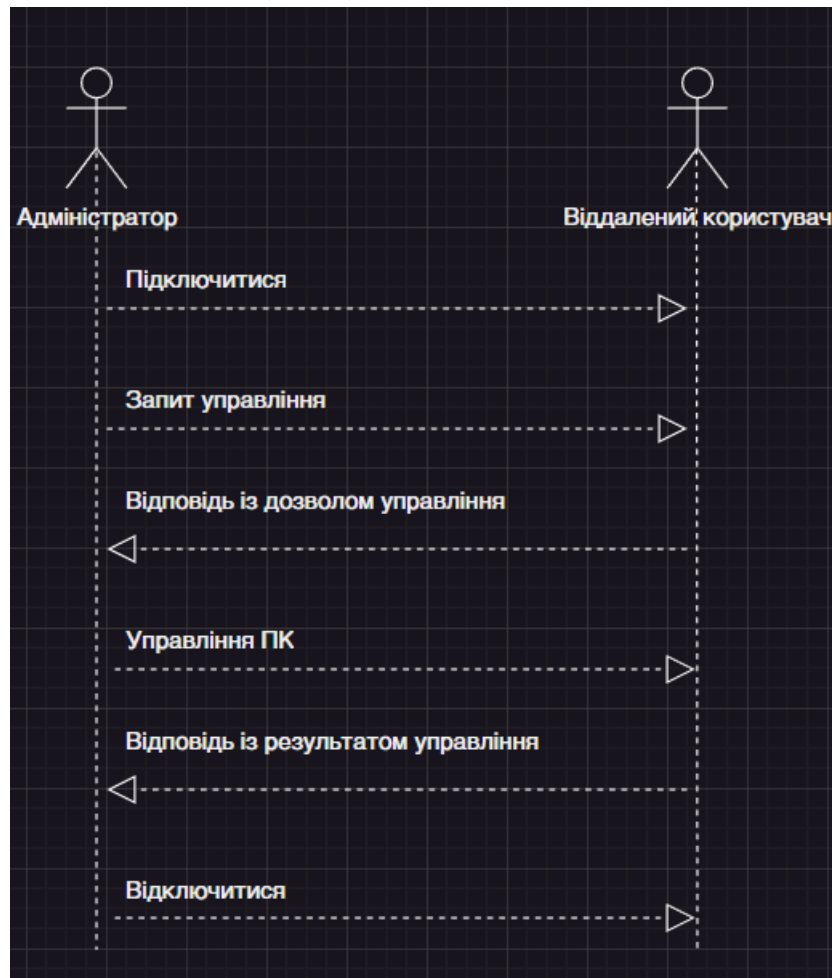 Адміністратор
Віддалений користувач
Підключитися
Запит управління
Відповідь із дозволом управління
Управління ПК
Відповідь із результатом управління
Відключитися